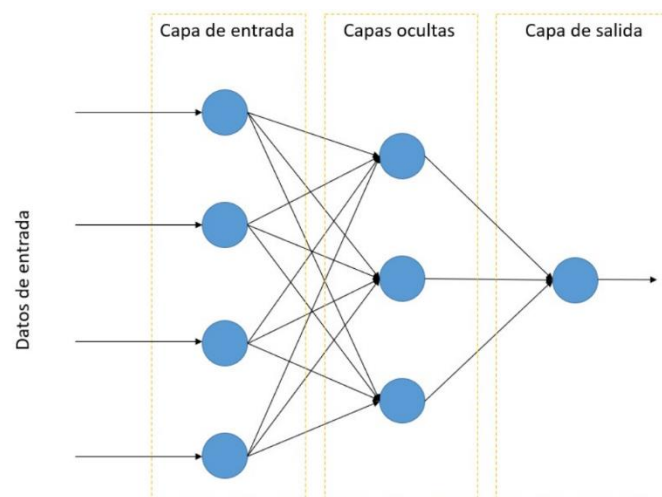 Capa de entrada
Capas ocultas
Capa de salida
Datos de entrada